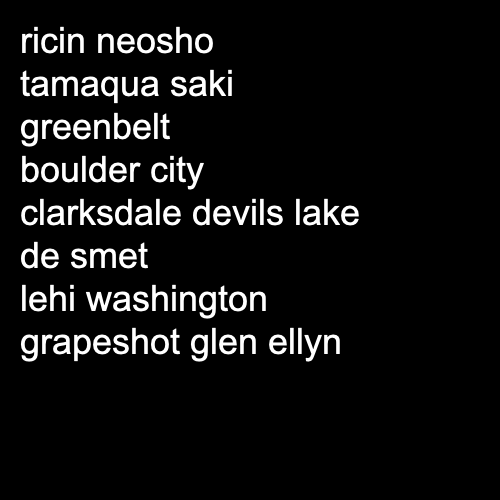 ricin neosho
tamaqua saki
greenbelt
boulder city
clarksdale devils lake
de smet
lehi washington
grapeshot glen ellyn